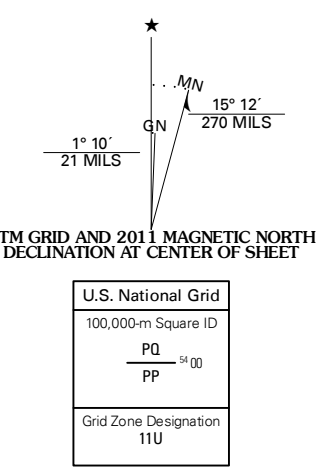 ★
MN
GN
15° 12´
270 MILS
1° 10´
21 MILS
TM GRID AND 2011 MAGNETIC NORTH
DECLINATION AT CENTER OF SHEET
U.S. National Grid
100,000-m Square ID
PQ
54 00
PP
Grid Zone Designation
11U